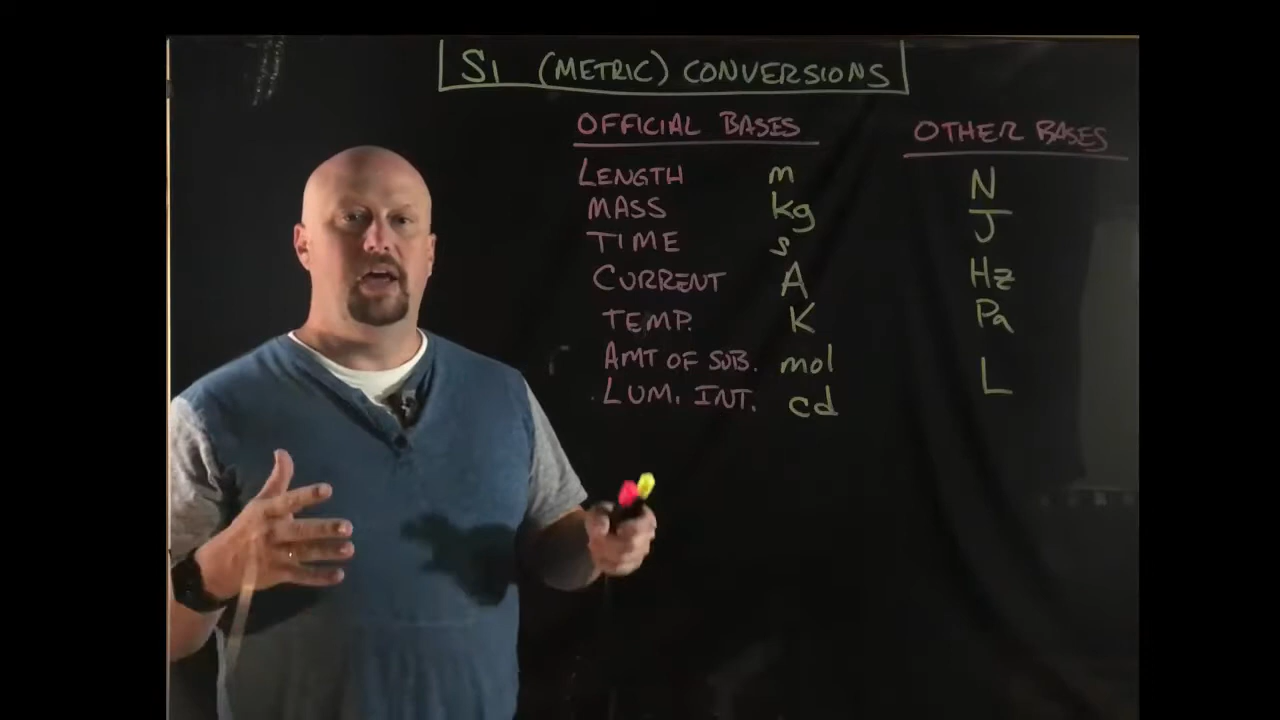 SI (METRIC) CONVERSIONS
OFFICIAL BASES
LENGTH m
MASS kg
TIME s
CURRENT A
TEMP. K
AMT OF SUB. mol
LUM. INT. cd
OTHER BASES
N
J
Hz
Pa
L